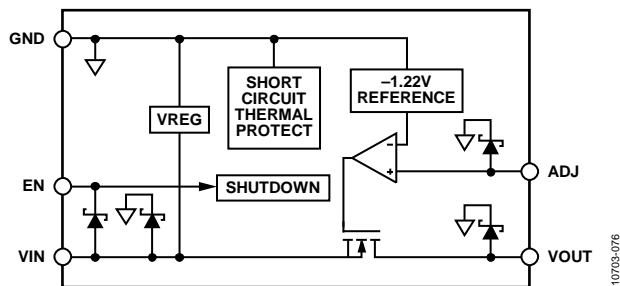 GND
SHORT
CIRCUIT
THERMAL
PROTECT
–1.22V
REFERENCE
VREG
–
+
ADJ
EN
SHUTDOWN
VIN
VOUT
10703-076